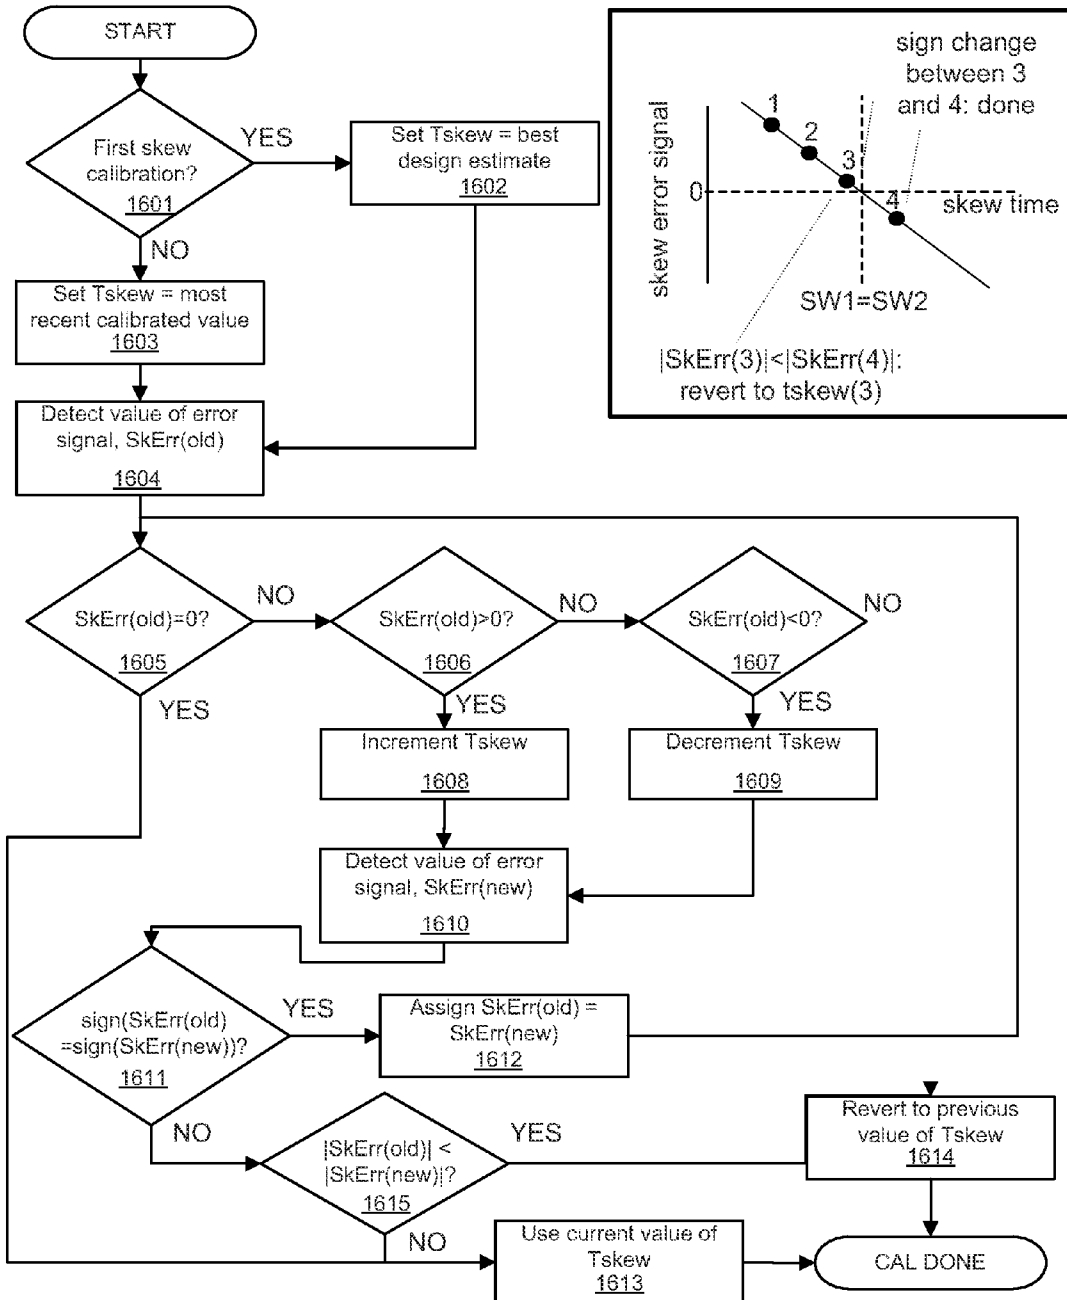 START
First skew
calibration?
1601
YES
NO
Set Tskew = best
design estimate
1602
Set Tskew = most
recent calibrated value
1603
Detect value of error
signal, SkErr(old)
1604
sign change
between 3
and 4: done
1
2
3
4
0
skew error signal
skew time
SW1=SW2
|SkErr(3)|<|SkErr(4)|:
revert to tskew(3)
SkErr(old)=0?
1605
NO
YES
SkErr(old)>0?
1606
NO
YES
SkErr(old)<0?
1607
NO
YES
Increment Tskew
1608
Decrement Tskew
1609
Detect value of error
signal, SkErr(new)
1610
sign(SkErr(old)
=sign(SkErr(new))?
1611
YES
NO
Assign SkErr(old) =
SkErr(new)
1612
|SkErr(old)| <
|SkErr(new)|?
1615
YES
NO
Revert to previous
value of Tskew
1614
Use current value of
Tskew
1613
CAL DONE